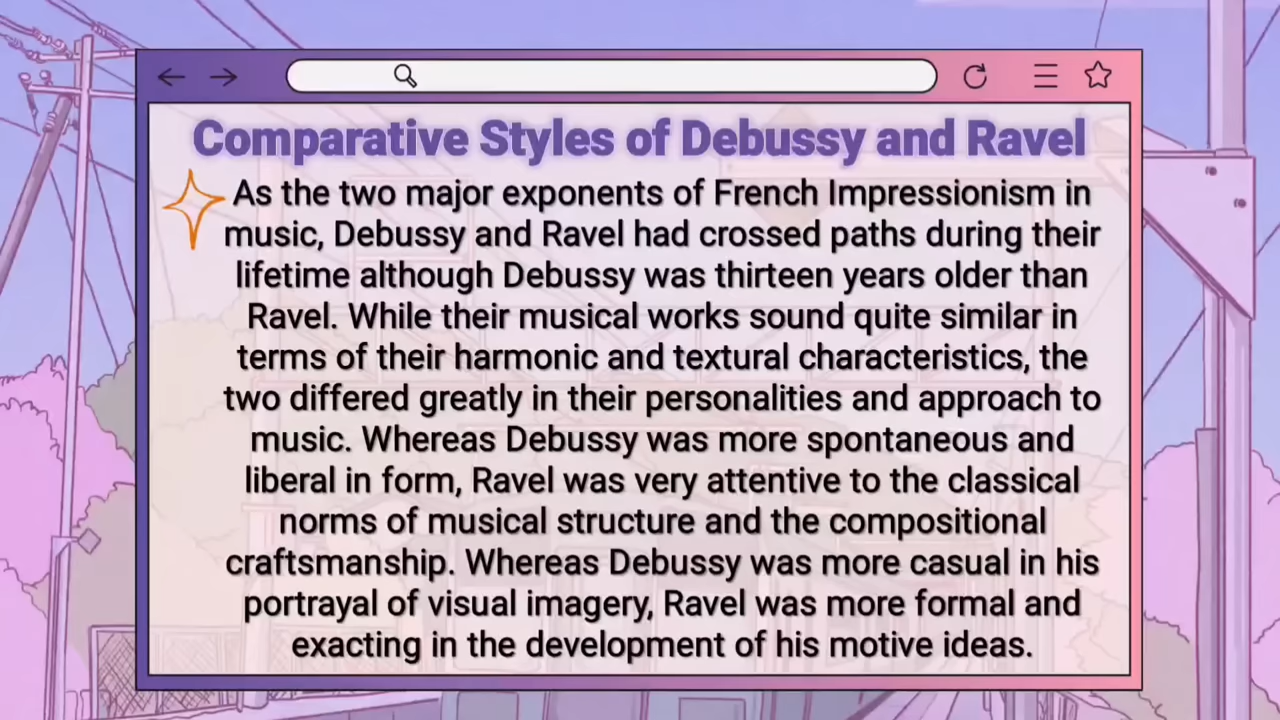 Comparative Styles of Debussy and Ravel
As the two major exponents of French Impressionism in
music, Debussy and Ravel had crossed paths during their
lifetime although Debussy was thirteen years older than
Ravel. While their musical works sound quite similar in
terms of their harmonic and textural characteristics, the
two differed greatly in their personalities and approach to
music. Whereas Debussy was more spontaneous and
liberal in form, Ravel was very attentive to the classical
norms of musical structure and the compositional
craftsmanship. Whereas Debussy was more casual in his
portrayal of visual imagery, Ravel was more formal and
exacting in the development of his motive ideas.